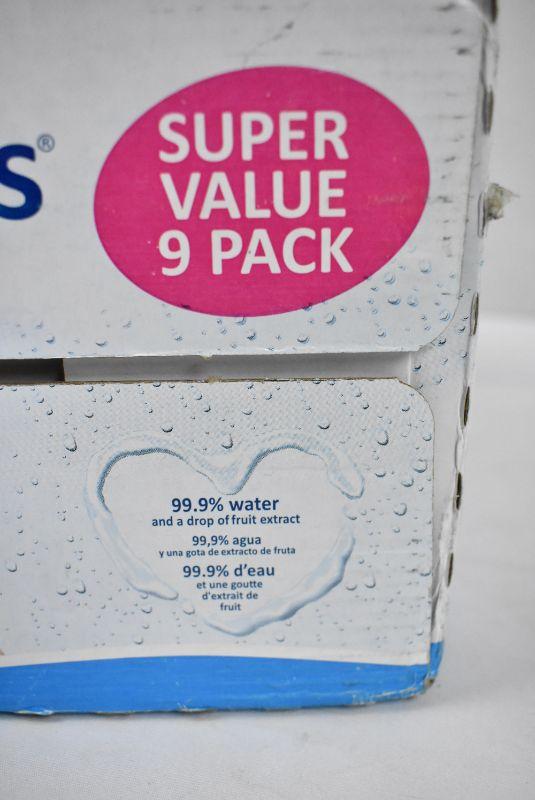 S®
SUPER
VALUE
9 PACK
99.9% water
and a drop of fruit extract
99,9% agua
y una gota de extracto de fruta
99.9% d'eau
et une goutte
d'extrait de
fruit